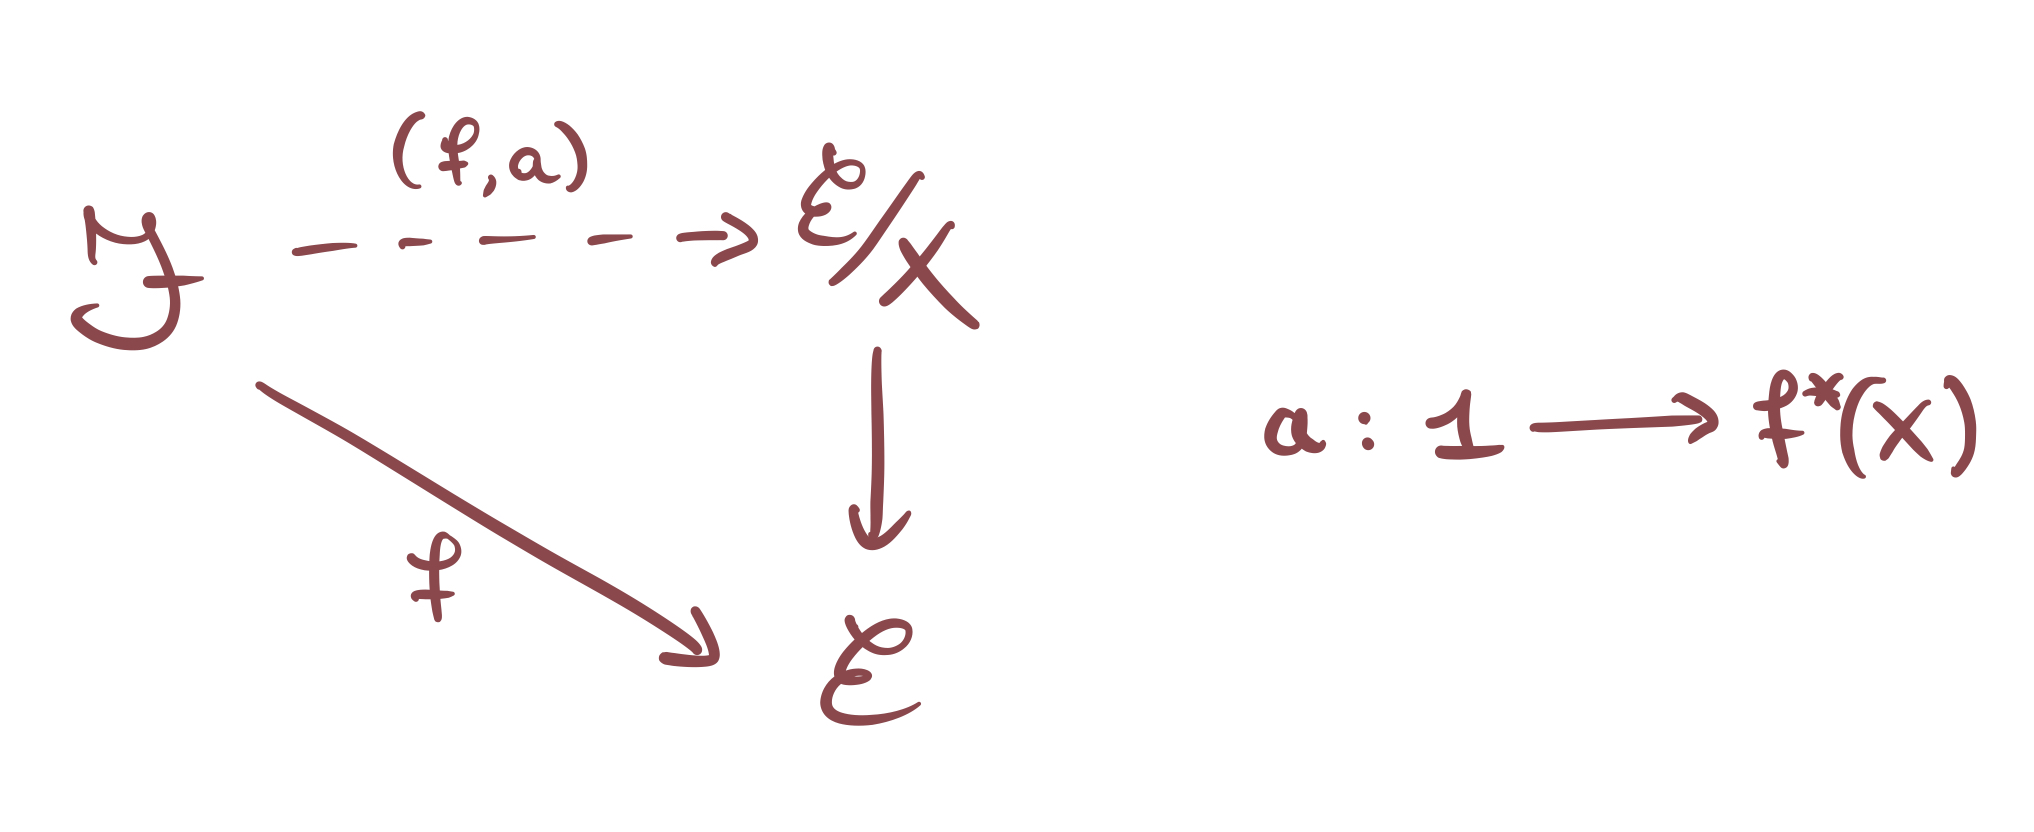 (f,a)
ℱ
ℰ/X
f
ℰ
a : 1 ⟶ f*(X)